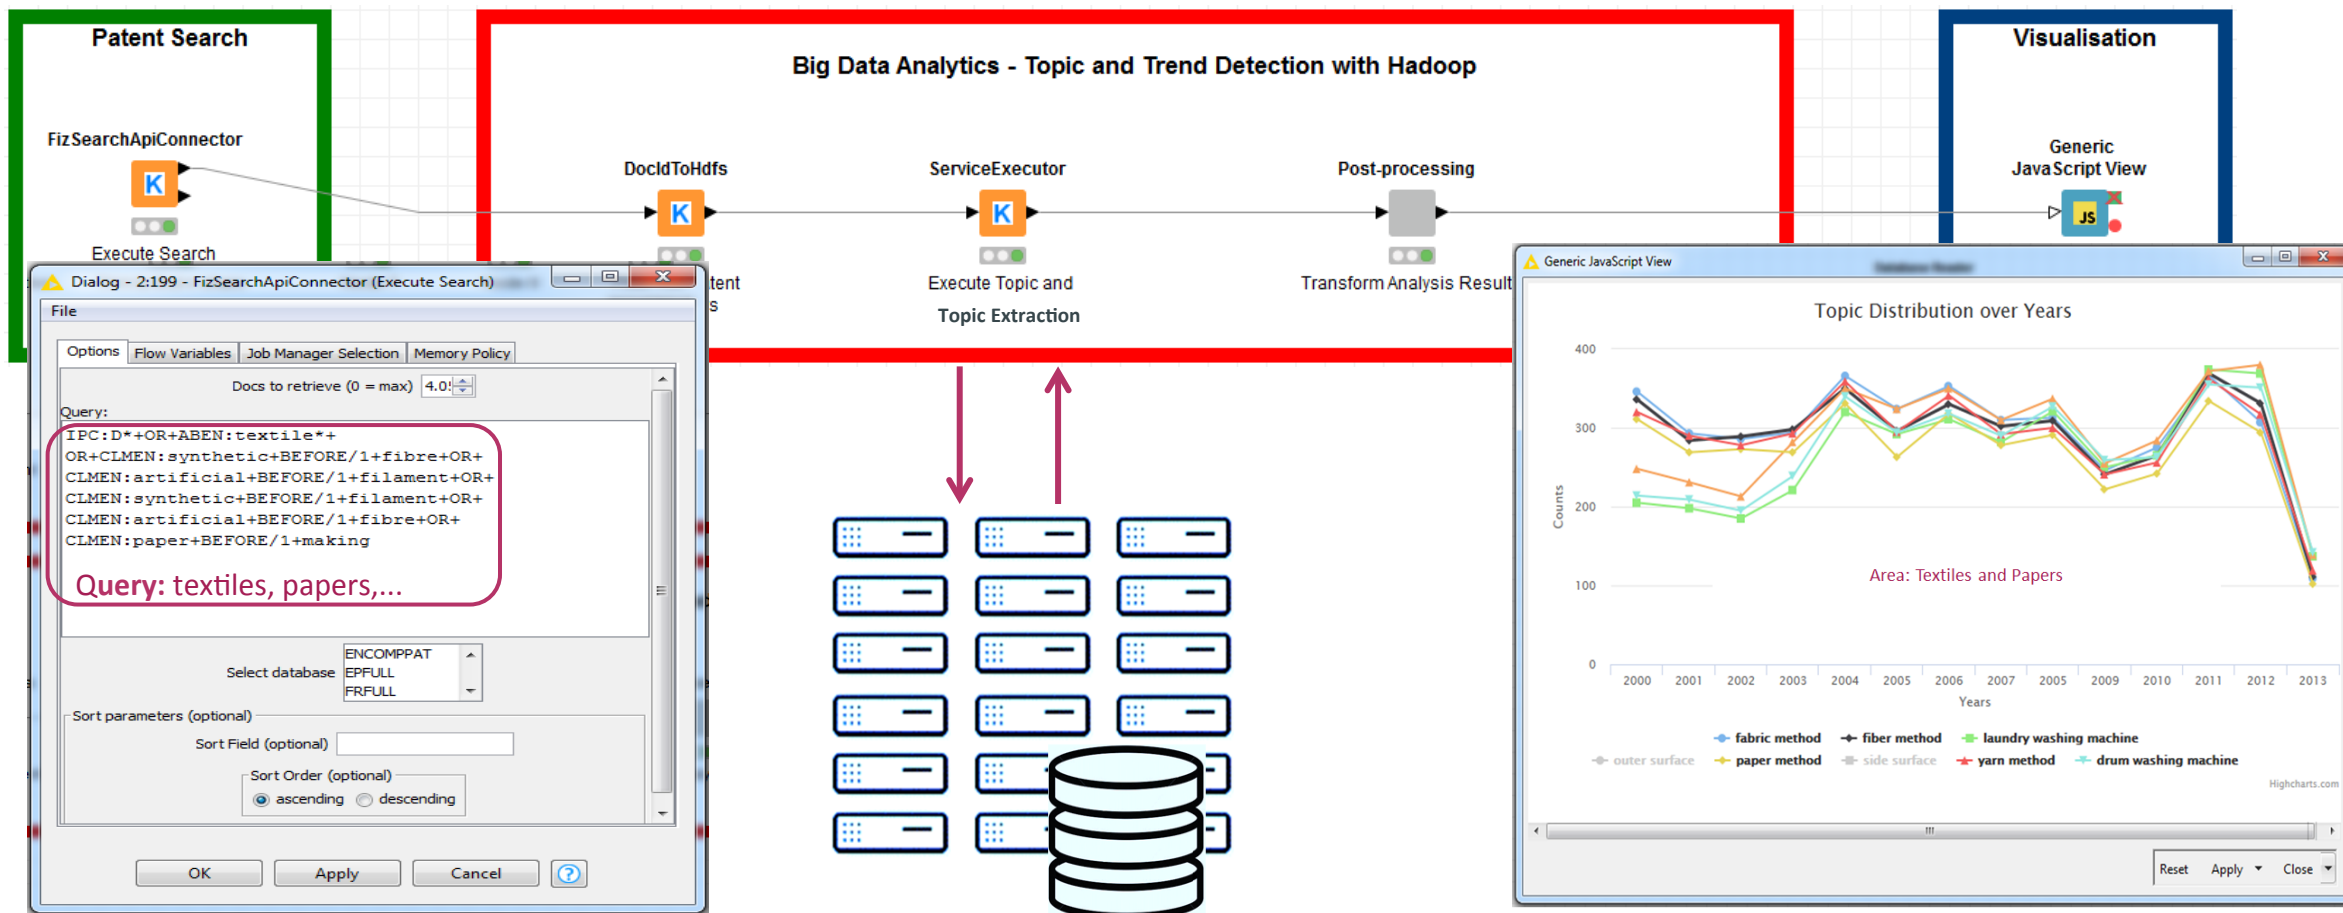 Patent Search
Big Data Analytics - Topic and Trend Detection with Hadoop
Visualisation
FizSearchApiConnector
Execute Search
DocIdToHdfs
tent
s
ServiceExecutor
Execute Topic and
Topic Extraction
Post-processing
Transform Analysis Result
Generic
JavaScript View
JS
Dialog - 2:199 - FizSearchApiConnector (Execute Search)
File
Options
Flow Variables
Job Manager Selection
Memory Policy
Docs to retrieve (0 = max)
Query:
IPC:D*+OR+ABEN:textile*+
OR+CLMEN:synthetic+BEFORE/1+fibre+OR+
CLMEN:artificial+BEFORE/1+filament+OR+
CLMEN:synthetic+BEFORE/1+filament+OR+
CLMEN:artificial+BEFORE/1+fibre+OR+
CLMEN:paper+BEFORE/1+making
Query: textiles, papers,...
Select database
ENCOMPPAT
EPFULL
FRFULL
Sort parameters (optional)
Sort Field (optional)
Sort Order (optional)
ascending
descending
OK
Apply
Cancel
?
Generic JavaScript View
Topic Distribution over Years
Counts
400
300
200
100
0
Area: Textiles and Papers
2000 2001 2002 2003 2004 2005 2006 2007 2005 2009 2010 2011 2012 2013
Years
fabric method
fiber method
laundry washing machine
outer surface
paper method
side surface
yarn method
drum washing machine
Highcharts.com
Reset
Apply
Close